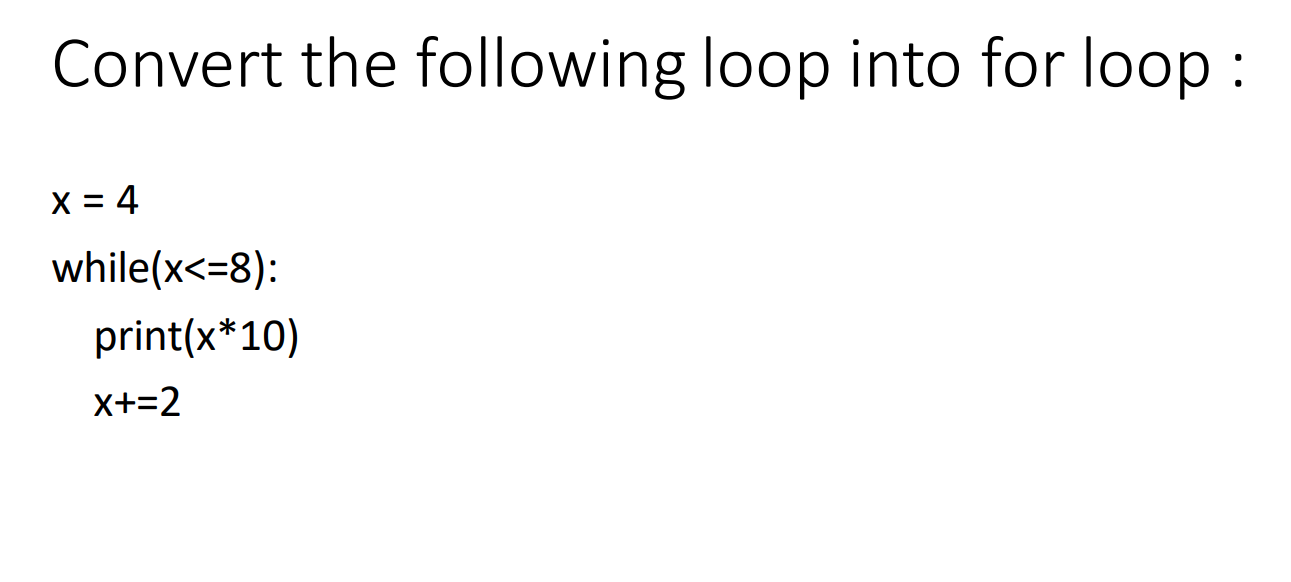 Convert the following loop into for loop :
x = 4
while(x<=8):
print(x*10)
x+=2